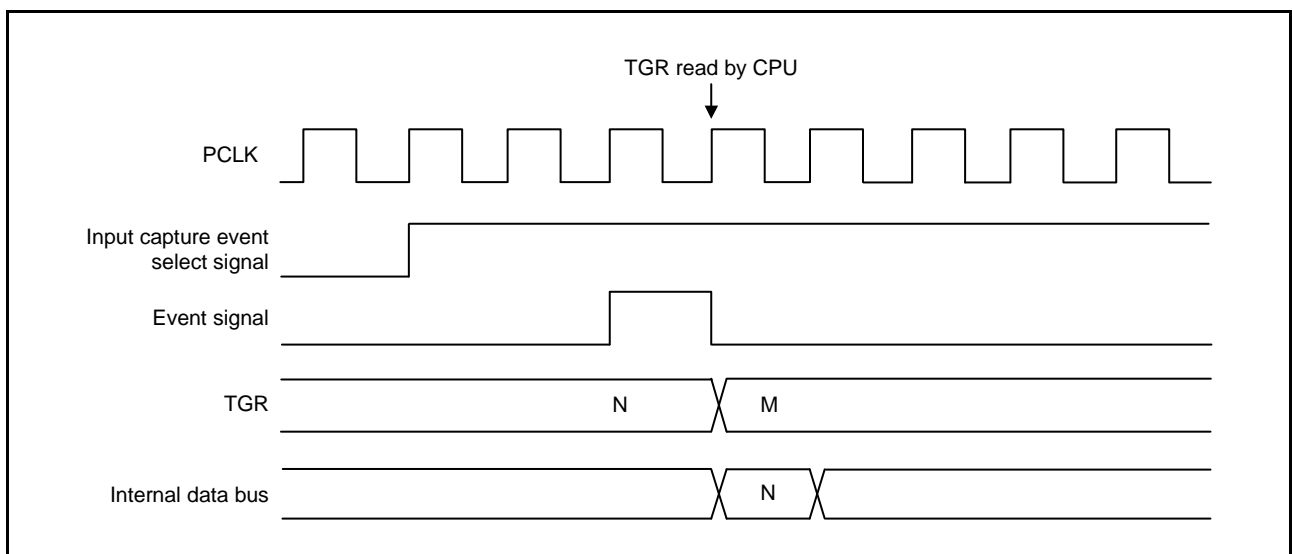 TGR read by CPU
PCLK
Input capture event
select signal
Event signal
TGR
N
M
Internal data bus
N